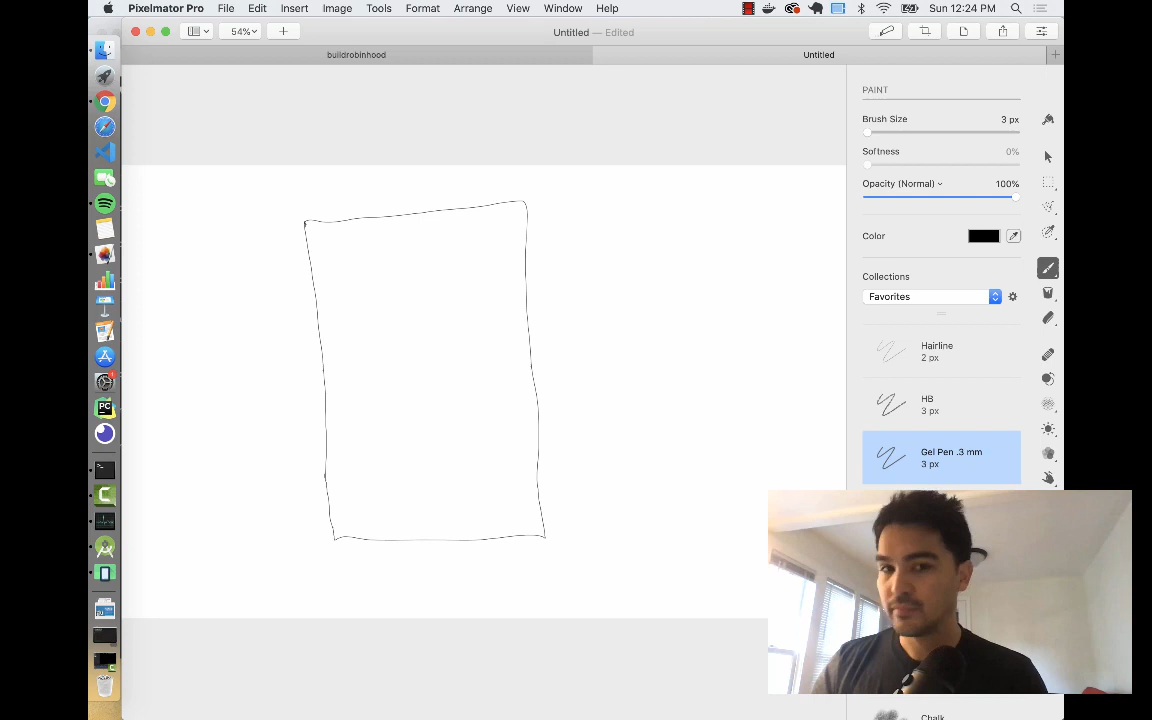 Pixelmator Pro File Edit Insert Image Tools Format Arrange View Window Help Sun 12:24 PM
54% Untitled — Edited
buildrobinhood Untitled
PAINT
Brush Size 3 px
Softness 0%
Opacity (Normal) 100%
Color
Collections
Favorites
Hairline
2 px
HB
3 px
Gel Pen .3 mm
3 px
PC
Chalk